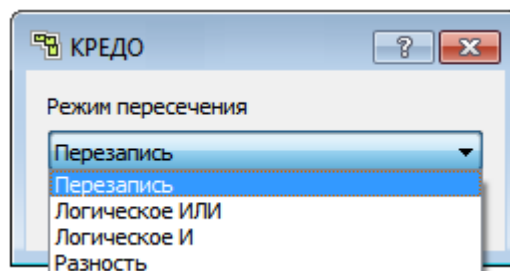 КРЕДО
Режим пересечения
Перезапись
Перезапись
Логическое ИЛИ
Логическое И
Разность